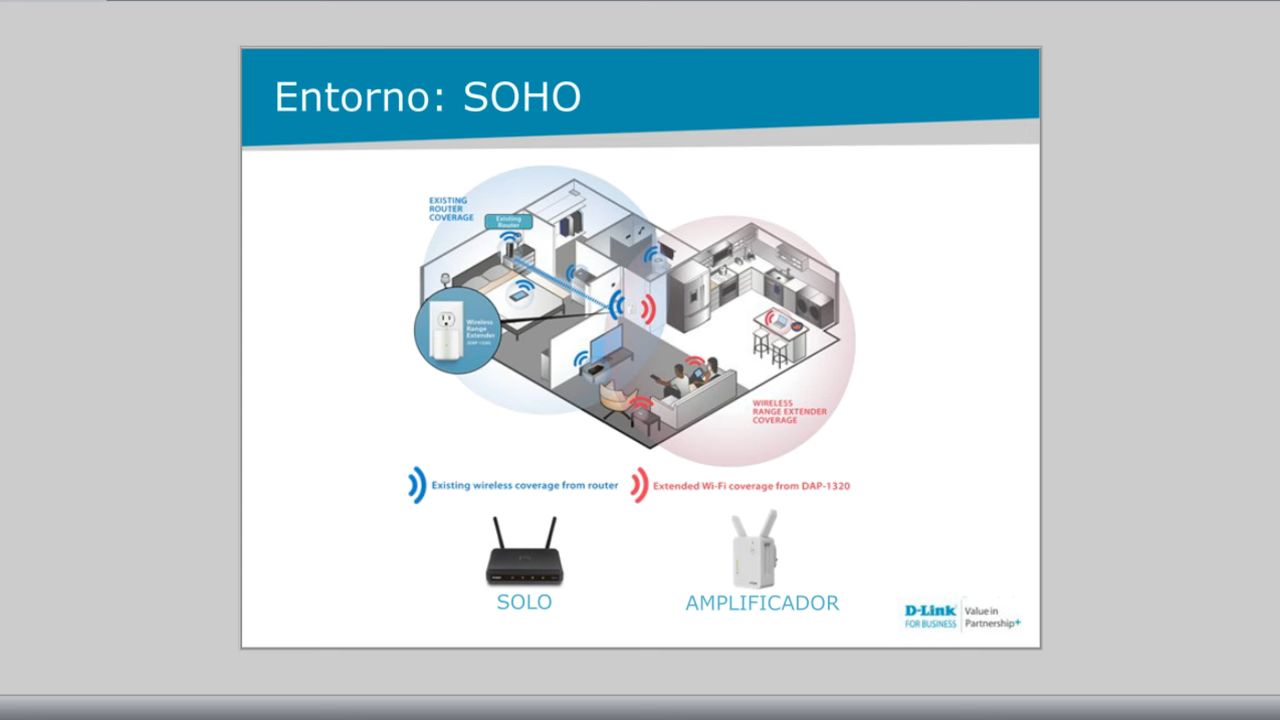 Entorno: SOHO
EXISTING
ROUTER
COVERAGE
Existing
Router
Wireless
Range
Extender
WIRELESS
RANGE EXTENDER
COVERAGE
Existing wireless coverage from router
Extended Wi-Fi coverage from DAP-1320
SOLO
AMPLIFICADOR
D-Link
FOR BUSINESS
Value in
Partnership+